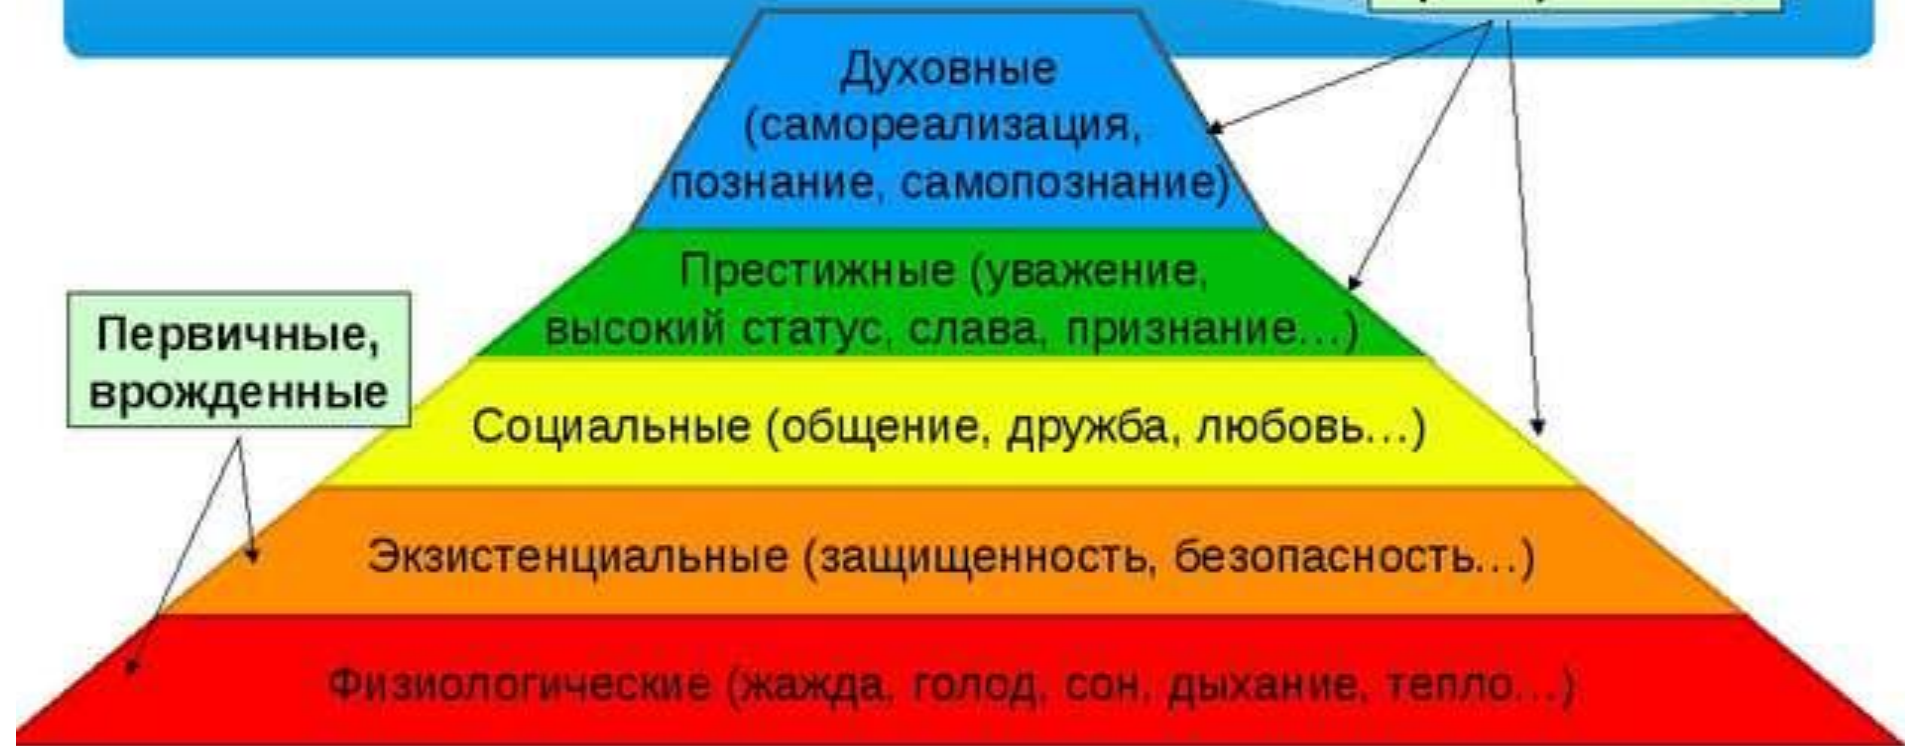 Духовные
(самореализация,
познание, самопознание)
Престижные (уважение,
высокий статус, слава, признание...)
Первичные,
врожденные
Социальные (общение, дружба, любовь...)
Экзистенциальные (защищенность, безопасность...)
Физиологические (жажда, голод, сон, дыхание, тепло...)